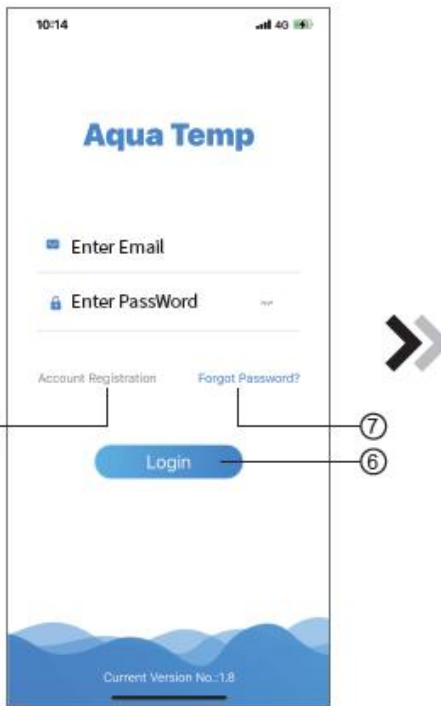 10:14 4G
Aqua Temp
Enter Email
Enter PassWord
Account Registration Forgot Password?
⑦
Login ⑥
Current Version No.:1.8